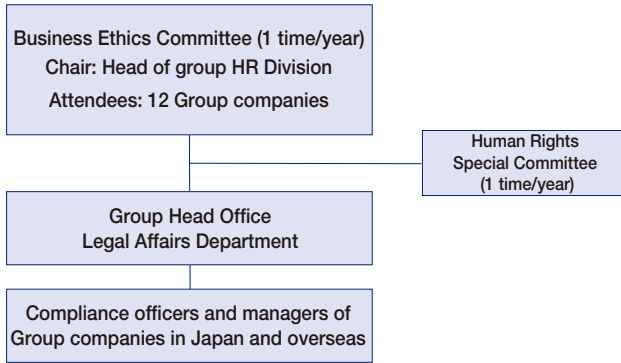 Business Ethics Committee (1 time/year)
Chair: Head of group HR Division
Attendees: 12 Group companies
Human Rights
Special Committee
(1 time/year)
Group Head Office
Legal Affairs Department
Compliance officers and managers of
Group companies in Japan and overseas